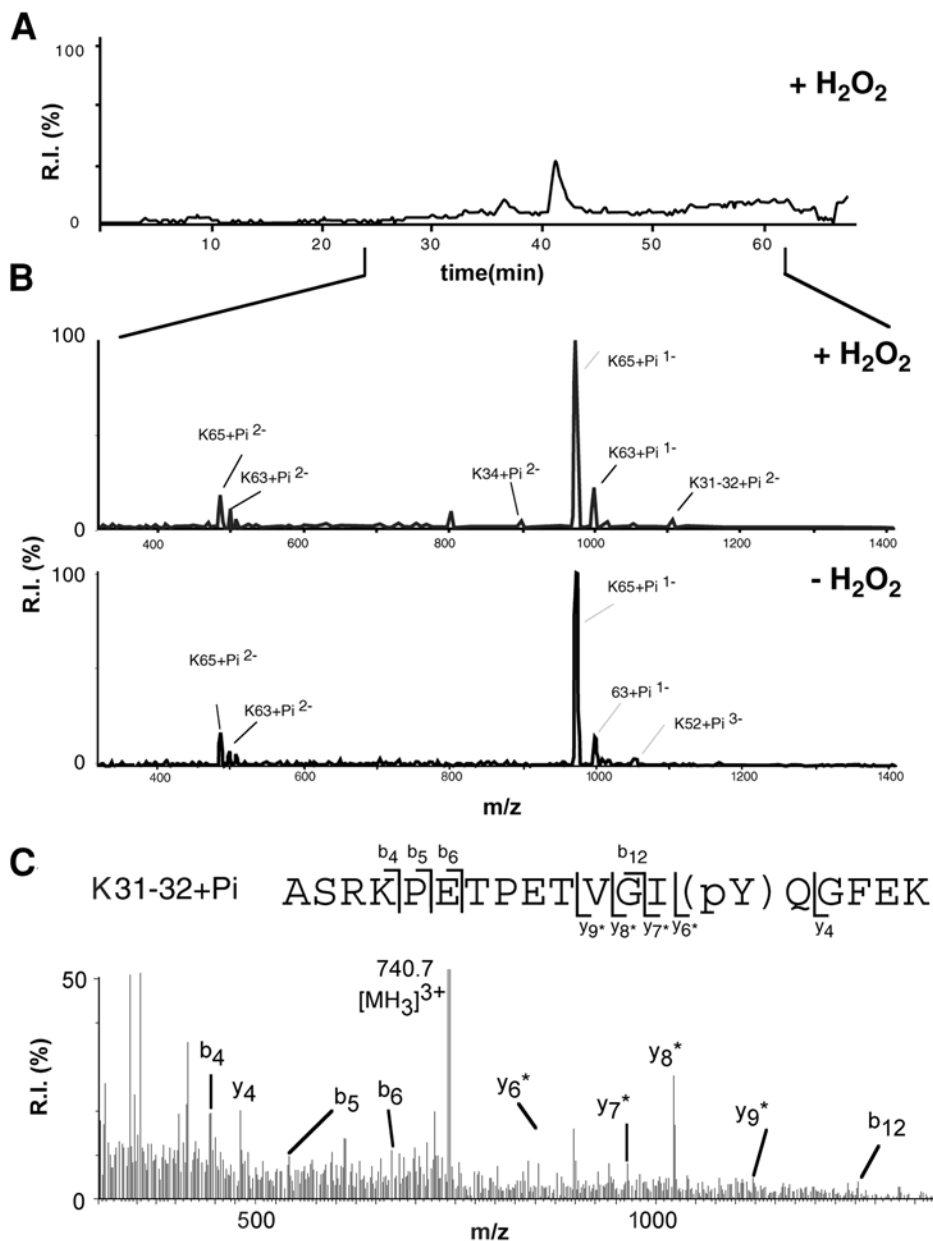 A
100
R.I. (%)
0
+ H₂O₂
10 20 30 40 50 60
time(min)
B
100
R.I. (%)
0
+ H₂O₂
K65+Pi 2-
K63+Pi 2-
K34+Pi 2-
K65+Pi 1-
K63+Pi 1-
K31-32+Pi 2-
400 600 800 1000 1200 1400
100
0
- H₂O₂
K65+Pi 2-
K63+Pi 2-
K65+Pi 1-
63+Pi 1-
K52+Pi 3-
400 600 800 1000 1200 1400
m/z
C
K31-32+Pi
b4 b5 b6 b12
ASRKPETPETVGI(pY)QGFEK
y9* y8* y7* y6* y4
50
R.I. (%)
0
740.7
[MH3]3+
b4
y4
b5
b6
y6*
y7*
y8*
y9*
b12
500 1000
m/z